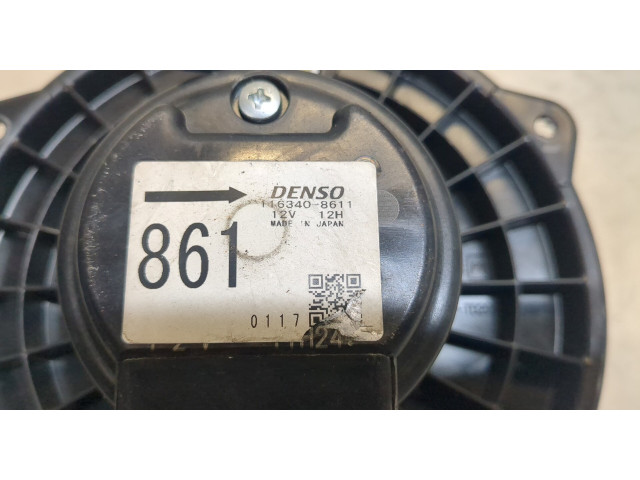 DENSO
116340-8611
12V 12H
MADE IN JAPAN
861
0117